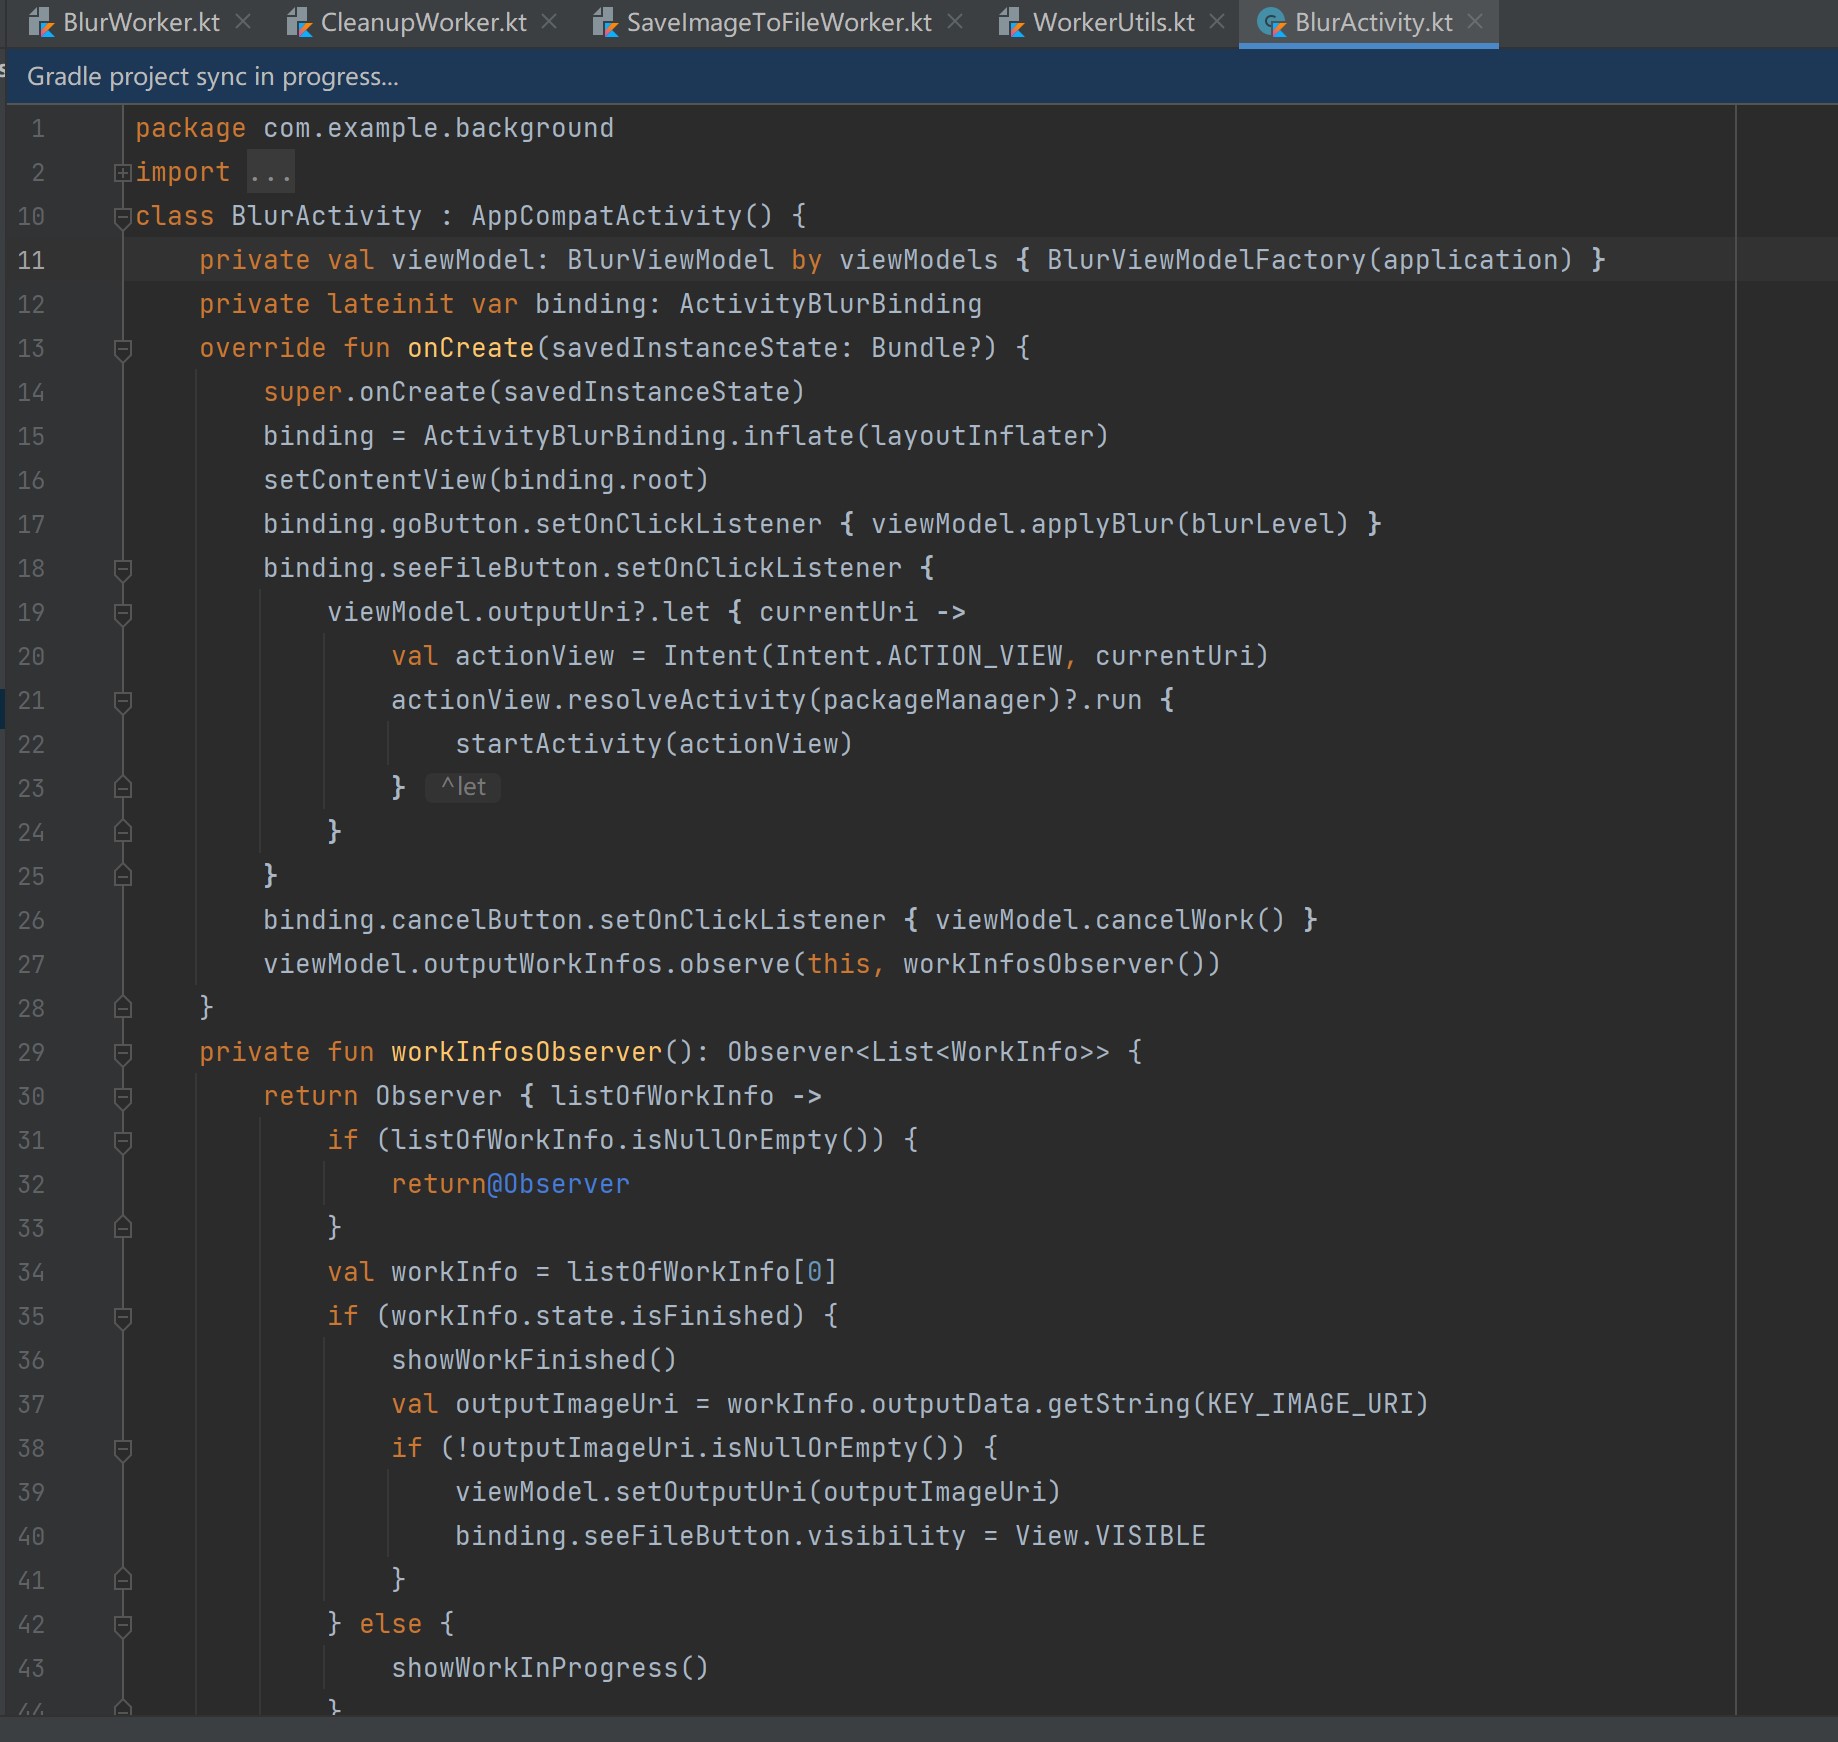 BlurWorker.kt CleanupWorker.kt SaveImageToFileWorker.kt WorkerUtils.kt BlurActivity.kt
Gradle project sync in progress...
1 package com.example.background
2 import ...
10 class BlurActivity : AppCompatActivity() {
11 private val viewModel: BlurViewModel by viewModels { BlurViewModelFactory(application) }
12 private lateinit var binding: ActivityBlurBinding
13 override fun onCreate(savedInstanceState: Bundle?) {
14 super.onCreate(savedInstanceState)
15 binding = ActivityBlurBinding.inflate(layoutInflater)
16 setContentView(binding.root)
17 binding.goButton.setOnClickListener { viewModel.applyBlur(blurLevel) }
18 binding.seeFileButton.setOnClickListener {
19 viewModel.outputUri?.let { currentUri ->
20 val actionView = Intent(Intent.ACTION_VIEW, currentUri)
21 actionView.resolveActivity(packageManager)?.run {
22 startActivity(actionView)
23 } ^let
24 }
25 }
26 binding.cancelButton.setOnClickListener { viewModel.cancelWork() }
27 viewModel.outputWorkInfos.observe(this, workInfosObserver())
28 }
29 private fun workInfosObserver(): Observer<List<WorkInfo>> {
30 return Observer { listOfWorkInfo ->
31 if (listOfWorkInfo.isNullOrEmpty()) {
32 return@Observer
33 }
34 val workInfo = listOfWorkInfo[0]
35 if (workInfo.state.isFinished) {
36 showWorkFinished()
37 val outputImageUri = workInfo.outputData.getString(KEY_IMAGE_URI)
38 if (!outputImageUri.isNullOrEmpty()) {
39 viewModel.setOutputUri(outputImageUri)
40 binding.seeFileButton.visibility = View.VISIBLE
41 }
42 } else {
43 showWorkInProgress()
44 }